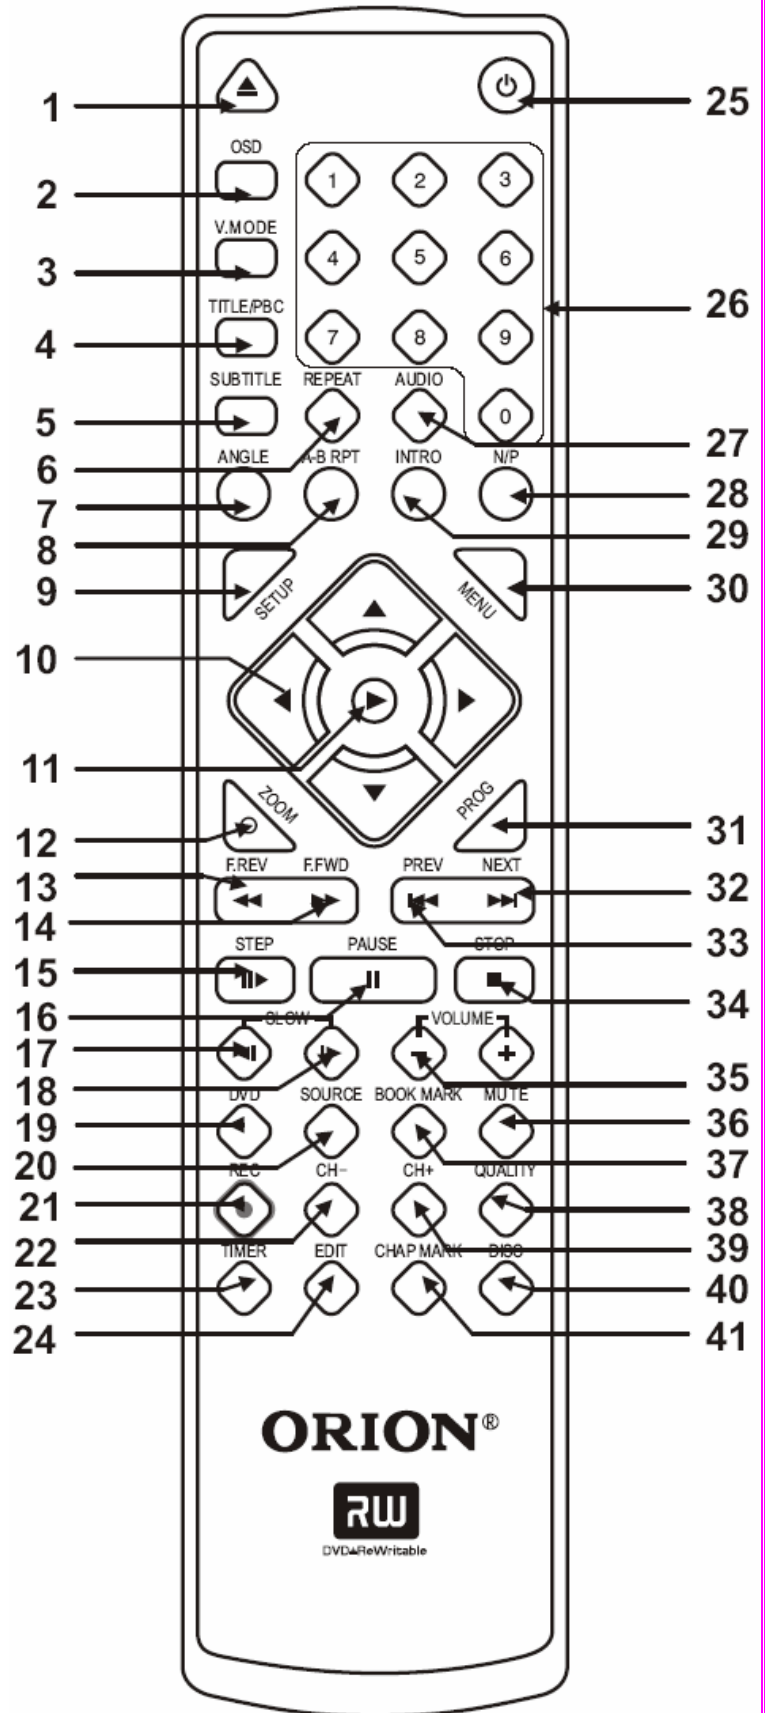 1 25
OSD
2 1 2 3
V.MODE
3 4 5 6
TITLE/PBC 26
4 7 8 9
SUBTITLE REPEAT AUDIO
5 0
6 27
ANGLE A-B RPT INTRO N/P
7 28
8 29
9 SETUP MENU 30
10
11
ZOOM PROG
12 31
F.REV F.FWD PREV NEXT
13 32
14 33
STEP PAUSE STOP
15 34
16 SLOW VOLUME
17 - +
18 35
DVD SOURCE BOOK MARK MUTE
19 36
20 37
REC CH- CH+ QUALITY
21 38
22 39
TIMER EDIT CHAP MARK DISC
23 40
24 41
ORION®
RW
DVD+ReWritable